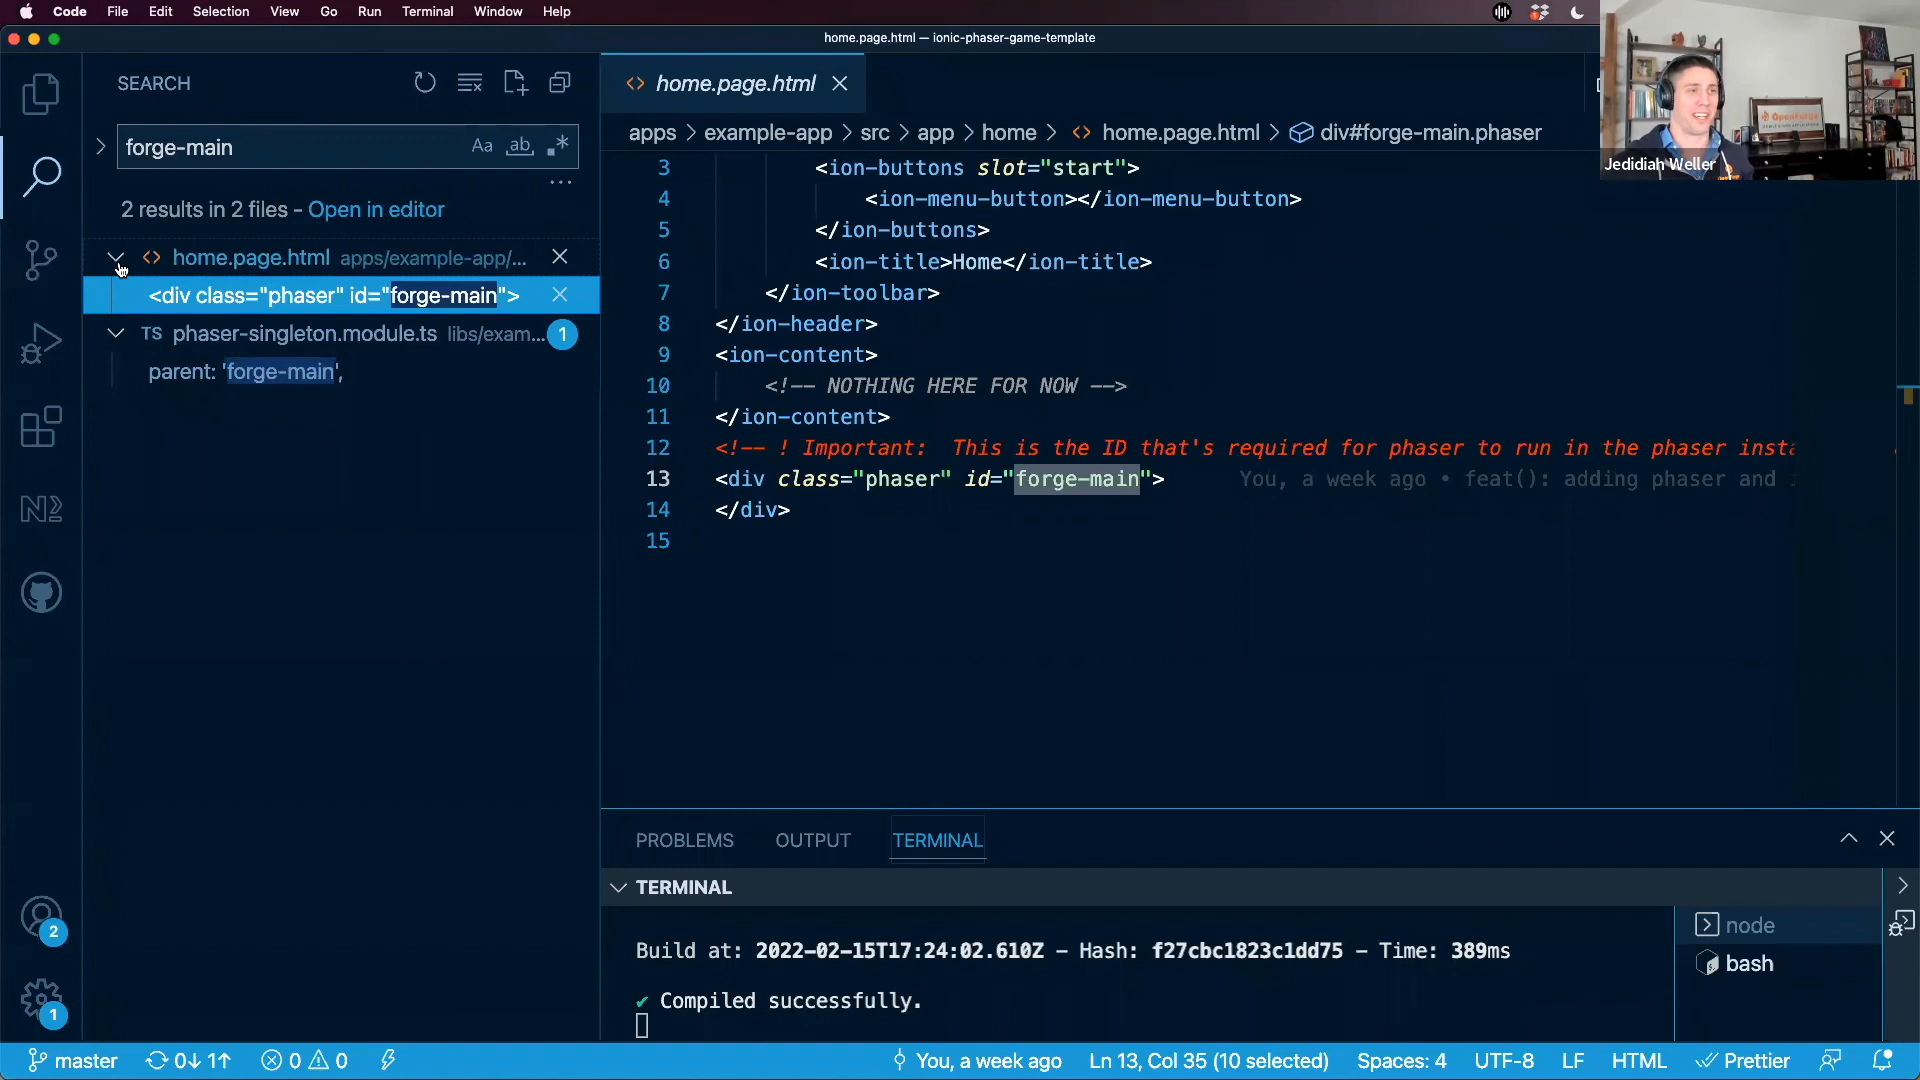 Code File Edit Selection View Go Run Terminal Window Help
home.page.html — ionic-phaser-game-template
SEARCH
forge-main
Aa ab .*
2 results in 2 files - Open in editor
<> home.page.html apps/example-app/...
<div class="phaser" id="forge-main">
TS phaser-singleton.module.ts libs/exam... 1
parent: 'forge-main',
2
1
<> home.page.html
apps > example-app > src > app > home > <> home.page.html > div#forge-main.phaser
3 <ion-buttons slot="start">
4 <ion-menu-button></ion-menu-button>
5 </ion-buttons>
6 <ion-title>Home</ion-title>
7 </ion-toolbar>
8 </ion-header>
9 <ion-content>
10 <!-- NOTHING HERE FOR NOW -->
11 </ion-content>
12 <!-- ! Important: This is the ID that's required for phaser to run in the phaser insta
13 <div class="phaser" id="forge-main"> You, a week ago • feat(): adding phaser and
14 </div>
15
OpenForge
Jedidiah Weller
PROBLEMS OUTPUT TERMINAL
TERMINAL
Build at: 2022-02-15T17:24:02.610Z - Hash: f27cbc1823c1dd75 - Time: 389ms
✔ Compiled successfully.
node
bash
master 0↓ 1↑ 0 0 You, a week ago Ln 13, Col 35 (10 selected) Spaces: 4 UTF-8 LF HTML Prettier